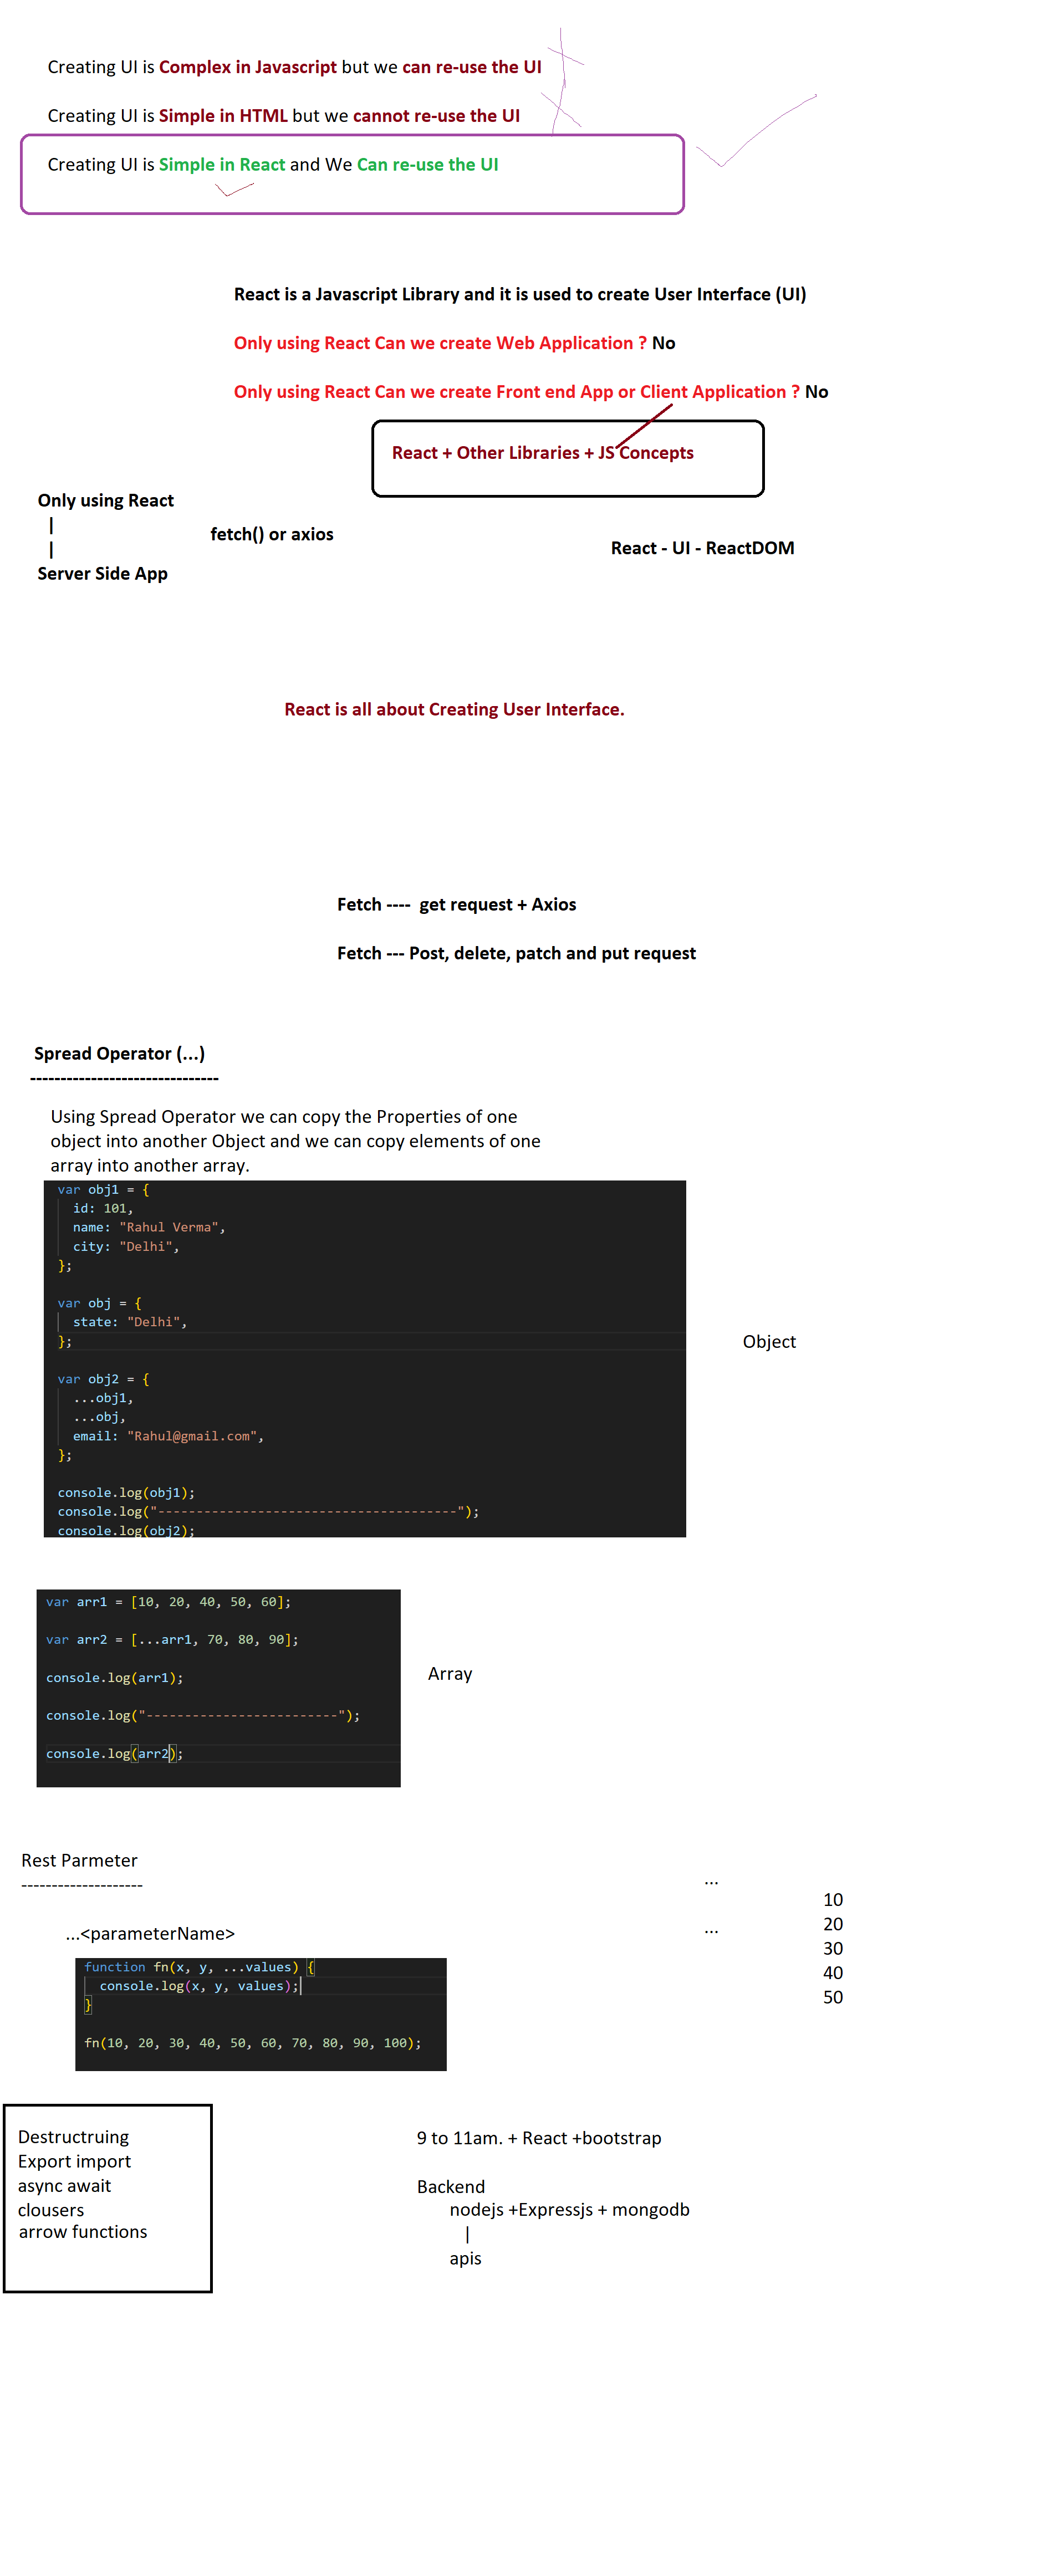 Creating UI is Complex in Javascript but we can re-use the UI
Creating UI is Simple in HTML but we cannot re-use the UI
Creating UI is Simple in React and We Can re-use the UI
React is a Javascript Library and it is used to create User Interface (UI)
Only using React Can we create Web Application ? No
Only using React Can we create Front end App or Client Application ? No
React + Other Libraries + JS Concepts
Only using React
|
|
Server Side App
fetch() or axios
React - UI - ReactDOM
React is all about Creating User Interface.
Fetch ---- get request + Axios
Fetch --- Post, delete, patch and put request
Spread Operator (...)
-------------------------------
Using Spread Operator we can copy the Properties of one
object into another Object and we can copy elements of one
array into another array.
var obj1 = {
id: 101,
name: "Rahul Verma",
city: "Delhi",
};
var obj = {
state: "Delhi",
};
var obj2 = {
...obj1,
...obj,
email: "Rahul@gmail.com",
};
console.log(obj1);
console.log("---------------------------------------");
console.log(obj2);
Object
var arr1 = [10, 20, 40, 50, 60];
var arr2 = [...arr1, 70, 80, 90];
console.log(arr1);
console.log("-------------------------");
console.log(arr2);
Array
Rest Parmeter
--------------------
...<parameterName>
function fn(x, y, ...values) {
console.log(x, y, values);
}
fn(10, 20, 30, 40, 50, 60, 70, 80, 90, 100);
...
...
10
20
30
40
50
Destructruing
Export import
async await
clousers
arrow functions
9 to 11am. + React +bootstrap
Backend
nodejs +Expressjs + mongodb
|
apis